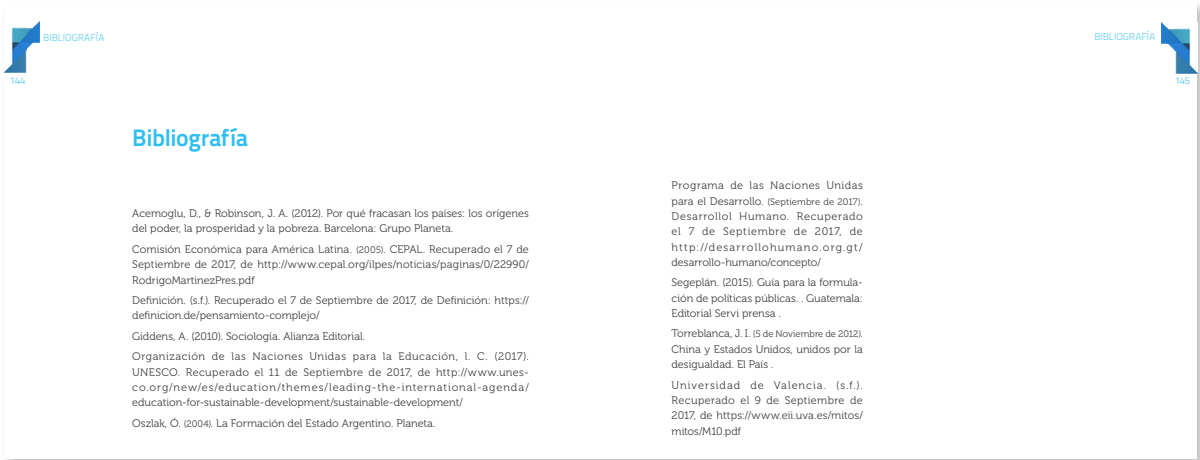 BIBLIOGRAFÍA
144
Bibliografía
Acemoglu, D., & Robinson, J. A. (2012). Por qué fracasan los países: los orígenes
del poder, la prosperidad y la pobreza. Barcelona: Grupo Planeta.
Comisión Económica para América Latina. (2005). CEPAL. Recuperado el 7 de
Septiembre de 2017, de http://www.cepal.org/ilpes/noticias/paginas/0/22990/
RodrigoMartinezPres.pdf
Definición. (s.f.). Recuperado el 7 de Septiembre de 2017, de Definición: https://
definicion.de/pensamiento-complejo/
Giddens, A. (2010). Sociología. Alianza Editorial.
Organización de las Naciones Unidas para la Educación, l. C. (2017).
UNESCO. Recuperado el 11 de Septiembre de 2017, de http://www.unes-
co.org/new/es/education/themes/leading-the-international-agenda/
education-for-sustainable-development/sustainable-development/
Oszlak, Ó. (2004). La Formación del Estado Argentino. Planeta.
BIBLIOGRAFÍA
145
Programa de las Naciones Unidas
para el Desarrollo. (Septiembre de 2017).
Desarrollol Humano. Recuperado
el 7 de Septiembre de 2017, de
http://desarrollohumano.org.gt/
desarrollo-humano/concepto/
Segeplán. (2015). Guía para la formula-
ción de políticas públicas. . Guatemala:
Editorial Servi prensa .
Torreblanca, J. I. (5 de Noviembre de 2012).
China y Estados Unidos, unidos por la
desigualdad. El País .
Universidad de Valencia. (s.f.).
Recuperado el 9 de Septiembre de
2017, de https://www.eii.uva.es/mitos/
mitos/M10.pdf